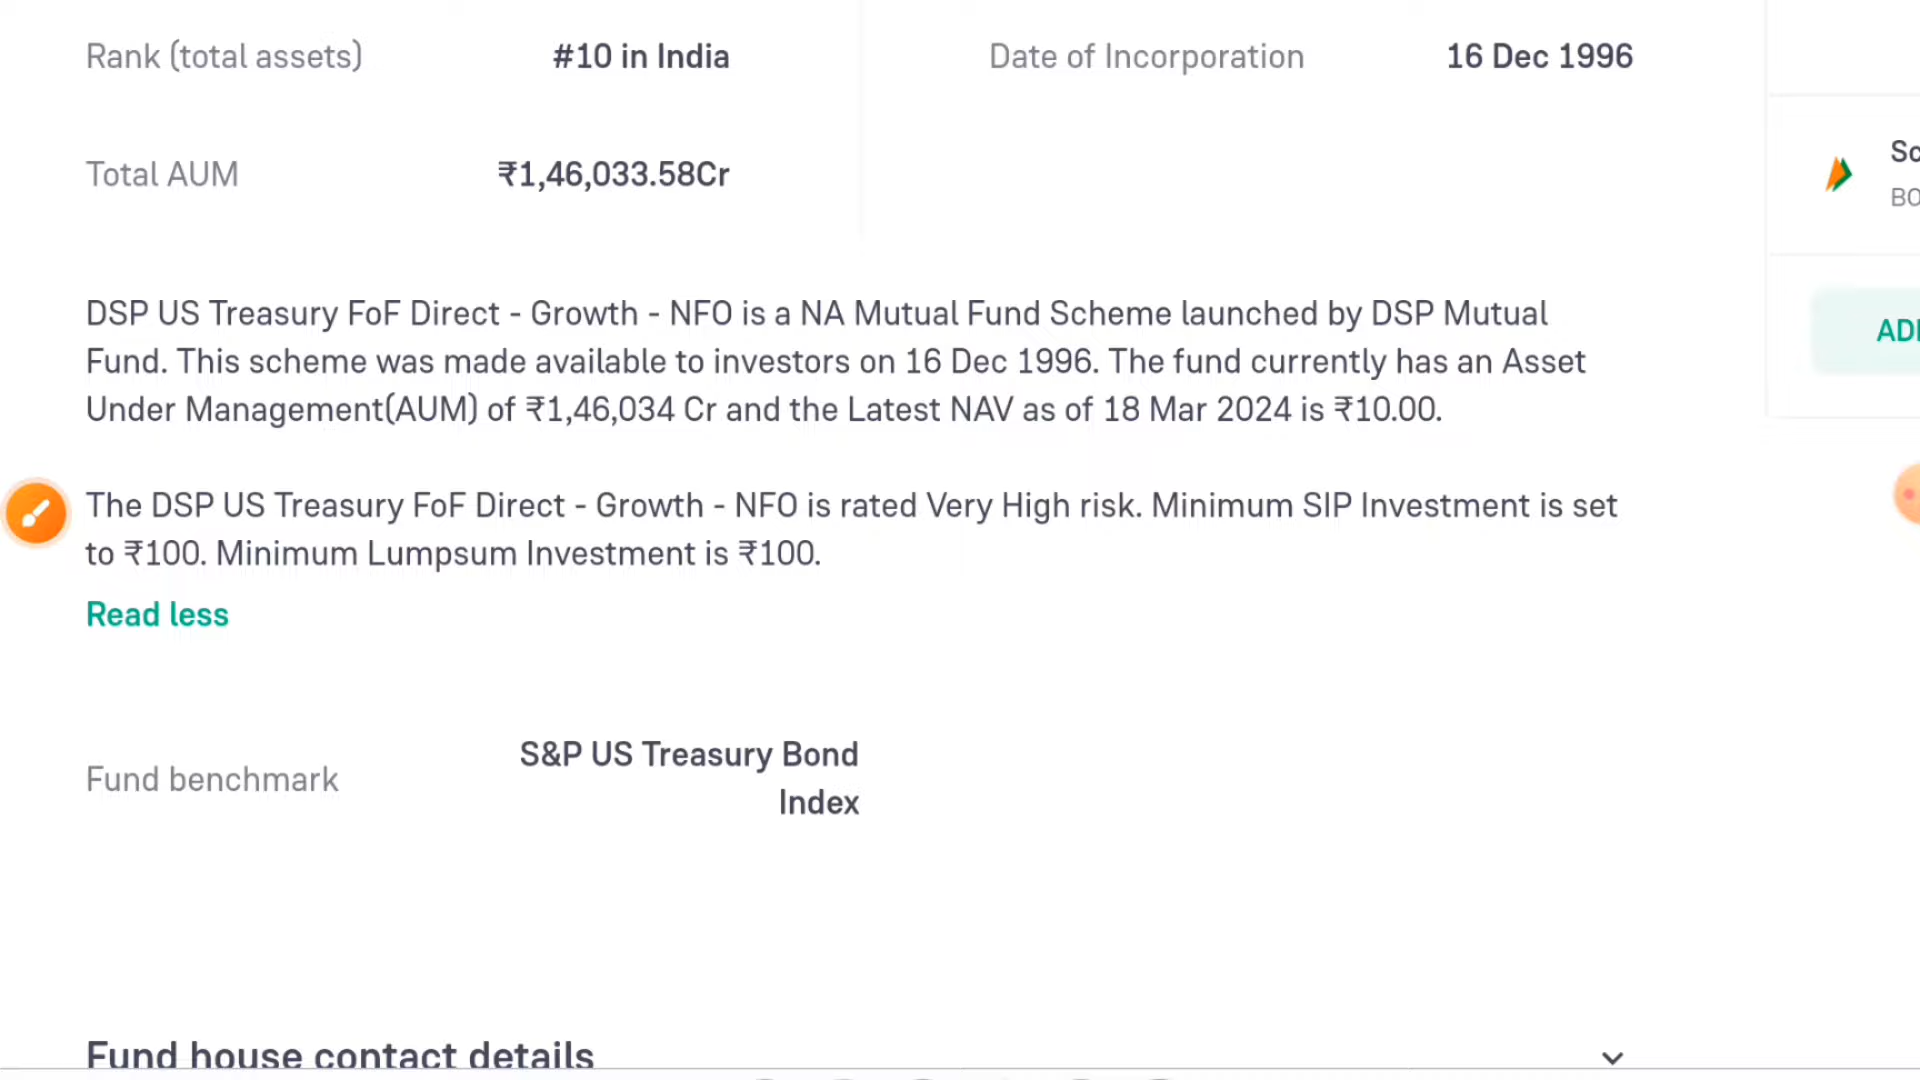 Rank (total assets) #10 in India Date of Incorporation 16 Dec 1996
Total AUM ₹1,46,033.58Cr
DSP US Treasury FoF Direct - Growth - NFO is a NA Mutual Fund Scheme launched by DSP Mutual
Fund. This scheme was made available to investors on 16 Dec 1996. The fund currently has an Asset
Under Management(AUM) of ₹1,46,034 Cr and the Latest NAV as of 18 Mar 2024 is ₹10.00.
The DSP US Treasury FoF Direct - Growth - NFO is rated Very High risk. Minimum SIP Investment is set
to ₹100. Minimum Lumpsum Investment is ₹100.
Read less
Fund benchmark S&P US Treasury Bond
Index
Fund house contact details